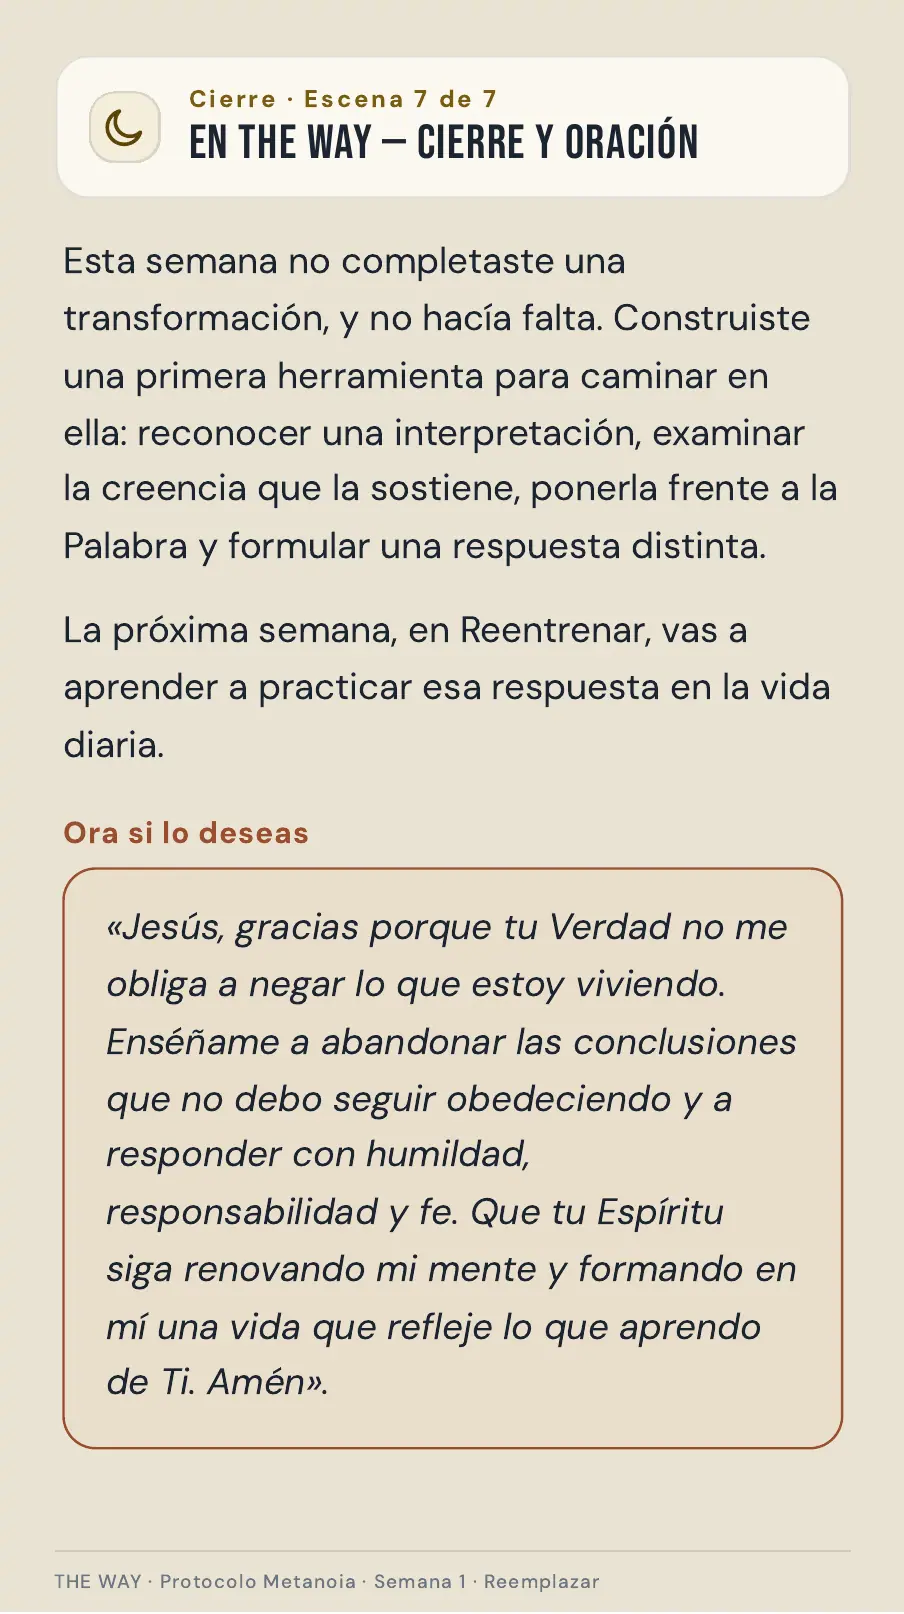 Cierre · Escena 7 de 7
EN THE WAY — CIERRE Y ORACIÓN
Esta semana no completaste una
transformación, y no hacía falta. Construiste
una primera herramienta para caminar en
ella: reconocer una interpretación, examinar
la creencia que la sostiene, ponerla frente a la
Palabra y formular una respuesta distinta.
La próxima semana, en Reentrenar, vas a
aprender a practicar esa respuesta en la vida
diaria.
Ora si lo deseas
«Jesús, gracias porque tu Verdad no me
obliga a negar lo que estoy viviendo.
Enséñame a abandonar las conclusiones
que no debo seguir obedeciendo y a
responder con humildad,
responsabilidad y fe. Que tu Espíritu
siga renovando mi mente y formando en
mí una vida que refleje lo que aprendo
de Ti. Amén».
THE WAY · Protocolo Metanoia · Semana 1 · Reemplazar